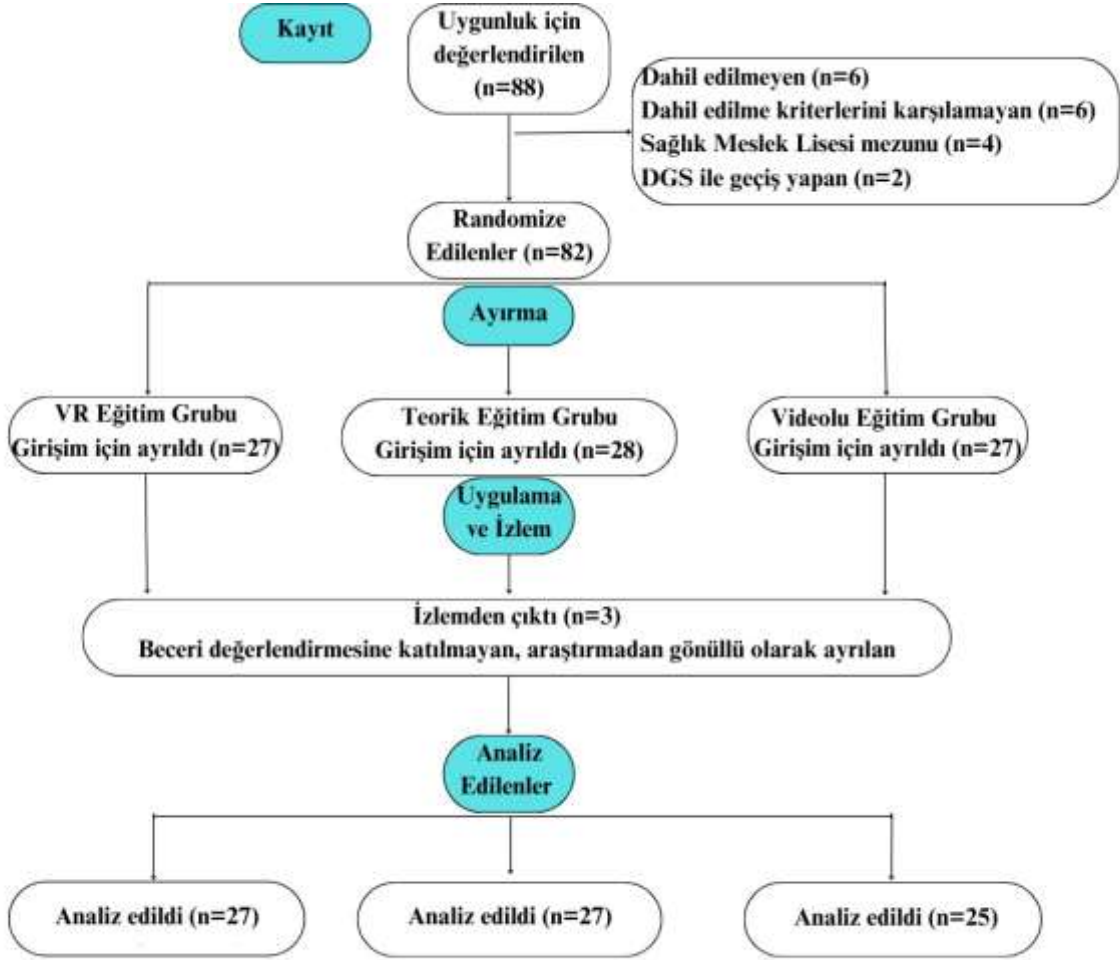 Kayıt
Uygunluk için
değerlendirilen
(n=88)
Dahil edilmeyen (n=6)
Dahil edilme kriterlerini karşılamayan (n=6)
Sağlık Meslek Lisesi mezunu (n=4)
DGS ile geçiş yapan (n=2)
Randomize
Edilenler (n=82)
Ayırma
VR Eğitim Grubu
Girişim için ayrıldı (n=27)
Teorik Eğitim Grubu
Girişim için ayrıldı (n=28)
Videolu Eğitim Grubu
Girişim için ayrıldı (n=27)
Uygulama
ve İzlem
İzlemden çıktı (n=3)
Beceri değerlendirmesine katılmayan, araştırmadan gönüllü olarak ayrılan
Analiz
Edilenler
Analiz edildi (n=27)
Analiz edildi (n=27)
Analiz edildi (n=25)